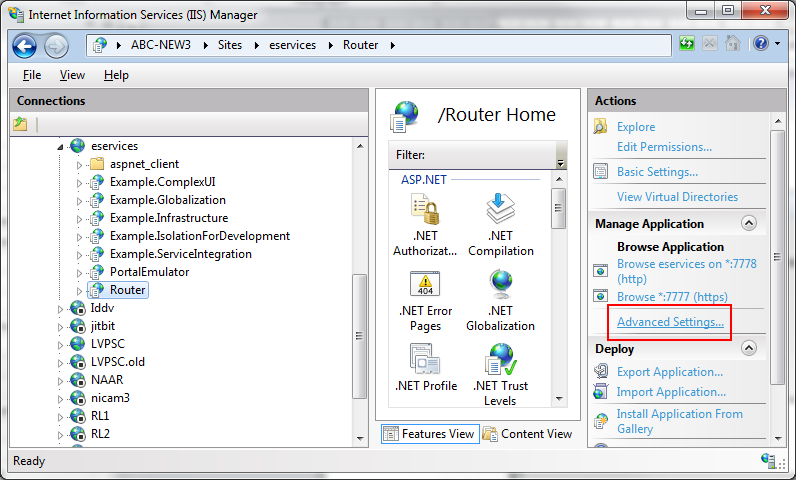 Internet Information Services (IIS) Manager
ABC-NEW3 Sites eservices Router
File View Help
Connections
eservices
aspnet_client
Example.ComplexUI
Example.Globalization
Example.Infrastructure
Example.IsolationForDevelopment
Example.ServiceIntegration
PortalEmulator
Router
Iddv
jitbit
LVPSC
LVPSC.old
NAAR
nicam3
RL1
RL2
/Router Home
Filter:
ASP.NET
.NET
Authorizat...
.NET
Compilation
404
.NET Error
Pages
.NET
Globalization
.NET Profile
.NET Trust
Levels
Features View
Content View
Actions
Explore
Edit Permissions...
Basic Settings...
View Virtual Directories
Manage Application
Browse Application
Browse eservices on *:7778
(http)
Browse *:7777 (https)
Advanced Settings...
Deploy
Export Application...
Import Application...
Install Application From
Gallery
Ready